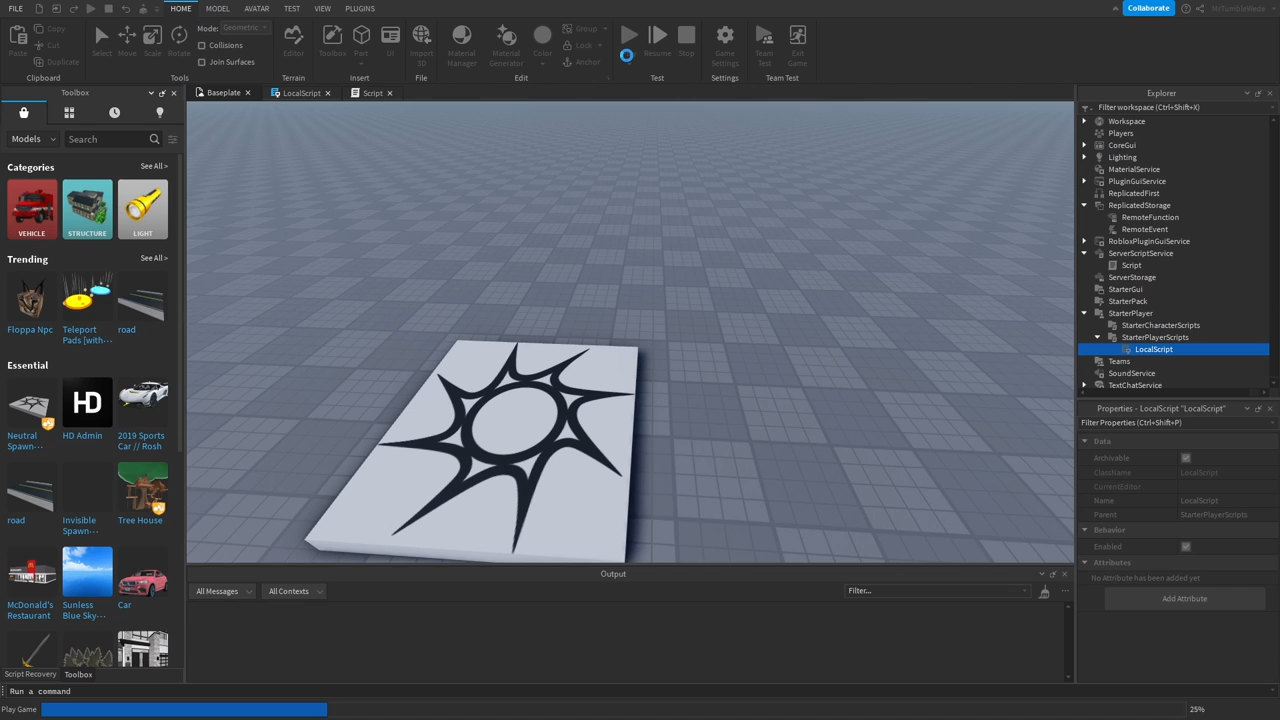 FILE HOME MODEL AVATAR TEST VIEW PLUGINS Collaborate MrTumbleWede
Paste Copy Cut Duplicate Select Move Scale Rotate Mode: Geometric Collisions Join Surfaces Editor Toolbox Part UI Import 3D Material Manager Material Generator Color Group Lock Anchor Resume Stop Game Settings Team Test Exit Game
Clipboard Tools Terrain Insert File Edit Test Settings Team Test
Toolbox
Models Search
Categories See All >
VEHICLE STRUCTURE LIGHT
Trending See All >
Floppa Npc
Teleport Pads [with···
road
Essential See All >
HD
Neutral Spawn···
HD Admin
2019 Sports Car // Rosh
road
Invisible Spawn···
Tree House
McDonald's Restaurant
Sunless Blue Sky···
Car
Script Recovery Toolbox
Baseplate LocalScript Script
Output
All Messages All Contexts Filter...
Explorer
Filter workspace (Ctrl+Shift+X)
Workspace
Players
CoreGui
Lighting
MaterialService
PluginGuiService
ReplicatedFirst
ReplicatedStorage
RemoteFunction
RemoteEvent
RobloxPluginGuiService
ServerScriptService
Script
ServerStorage
StarterGui
StarterPack
StarterPlayer
StarterCharacterScripts
StarterPlayerScripts
LocalScript
Teams
SoundService
TextChatService
Properties - LocalScript "LocalScript"
Filter Properties (Ctrl+Shift+P)
Data
Archivable
ClassName LocalScript
CurrentEditor
Name LocalScript
Parent StarterPlayerScripts
Behavior
Enabled
Attributes
No Attribute has been added yet
Add Attribute
Run a command
Play Game 25%